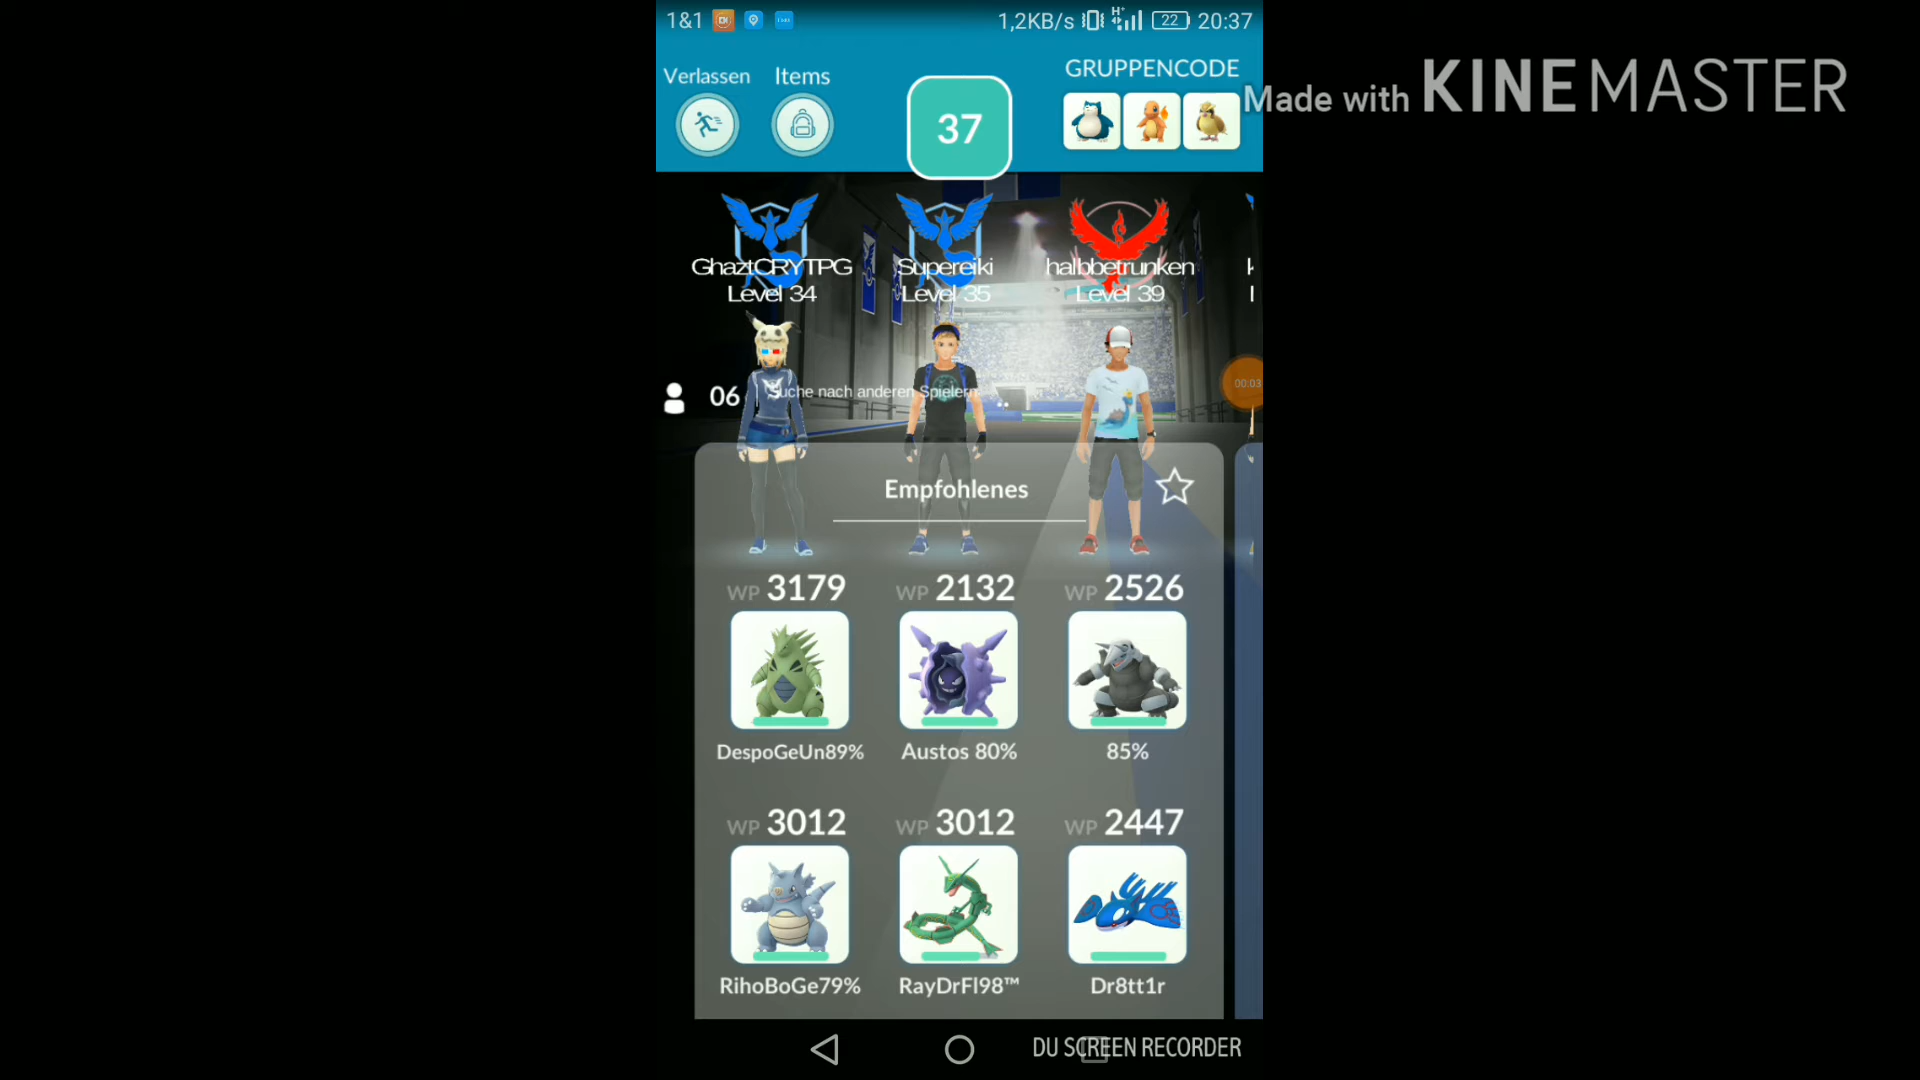 1&1
1,2KB/s H+ 22 20:37
Verlassen Items
GRUPPENCODE
37
Made with KINEMASTER
GhaztCRYTPG Supereiki halbbetrunken
Level 34 Level 35 Level 39
00:03
06 Suche nach anderen Spielern
Empfohlenes
WP 3179 WP 2132 WP 2526
DespoGeUn89% Austos 80% 85%
WP 3012 WP 3012 WP 2447
RihoBoGe79% RayDrFl98™ Dr8tt1r
DU SCREEN RECORDER